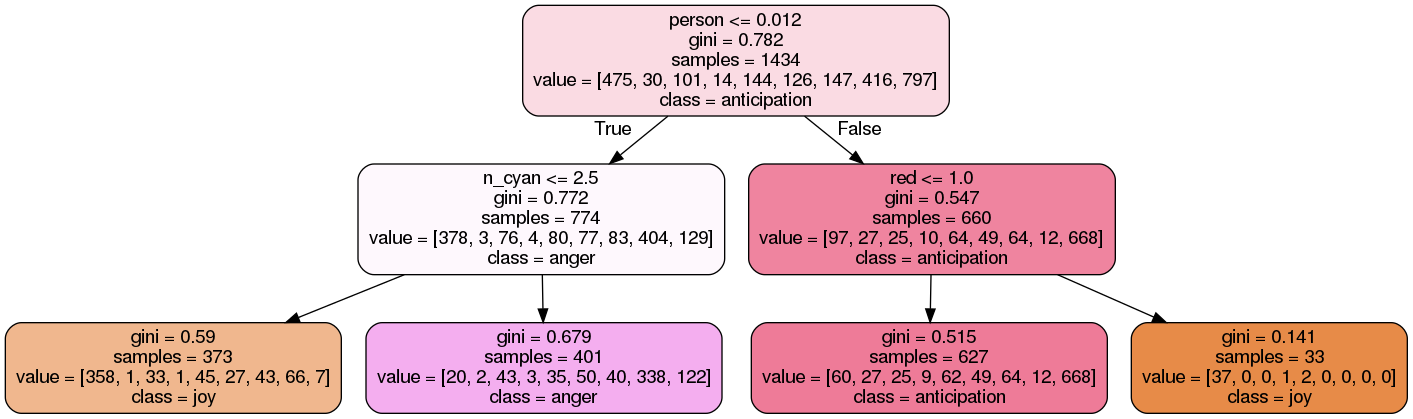 person <= 0.012
gini = 0.782
samples = 1434
value = [475, 30, 101, 14, 144, 126, 147, 416, 797]
class = anticipation
True
False
n_cyan <= 2.5
gini = 0.772
samples = 774
value = [378, 3, 76, 4, 80, 77, 83, 404, 129]
class = anger
red <= 1.0
gini = 0.547
samples = 660
value = [97, 27, 25, 10, 64, 49, 64, 12, 668]
class = anticipation
gini = 0.59
samples = 373
value = [358, 1, 33, 1, 45, 27, 43, 66, 7]
class = joy
gini = 0.679
samples = 401
value = [20, 2, 43, 3, 35, 50, 40, 338, 122]
class = anger
gini = 0.515
samples = 627
value = [60, 27, 25, 9, 62, 49, 64, 12, 668]
class = anticipation
gini = 0.141
samples = 33
value = [37, 0, 0, 1, 2, 0, 0, 0, 0]
class = joy